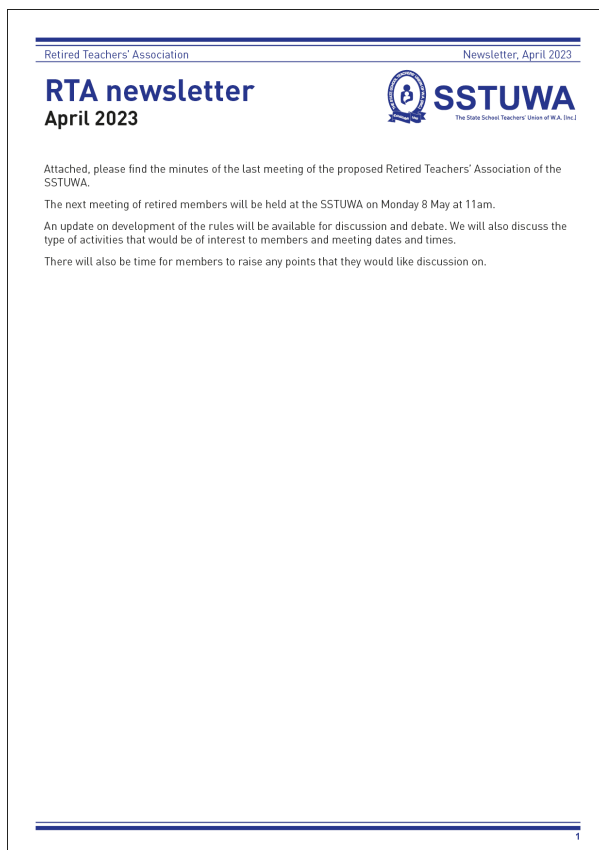 Retired Teachers' Association
Newsletter, April 2023
RTA newsletter
April 2023
SSTUWA
The State School Teachers' Union of W.A. (Inc.)
Attached, please find the minutes of the last meeting of the proposed Retired Teachers' Association of the
SSTUWA.
The next meeting of retired members will be held at the SSTUWA on Monday 8 May at 11am.
An update on development of the rules will be available for discussion and debate. We will also discuss the
type of activities that would be of interest to members and meeting dates and times.
There will also be time for members to raise any points that they would like discussion on.
1